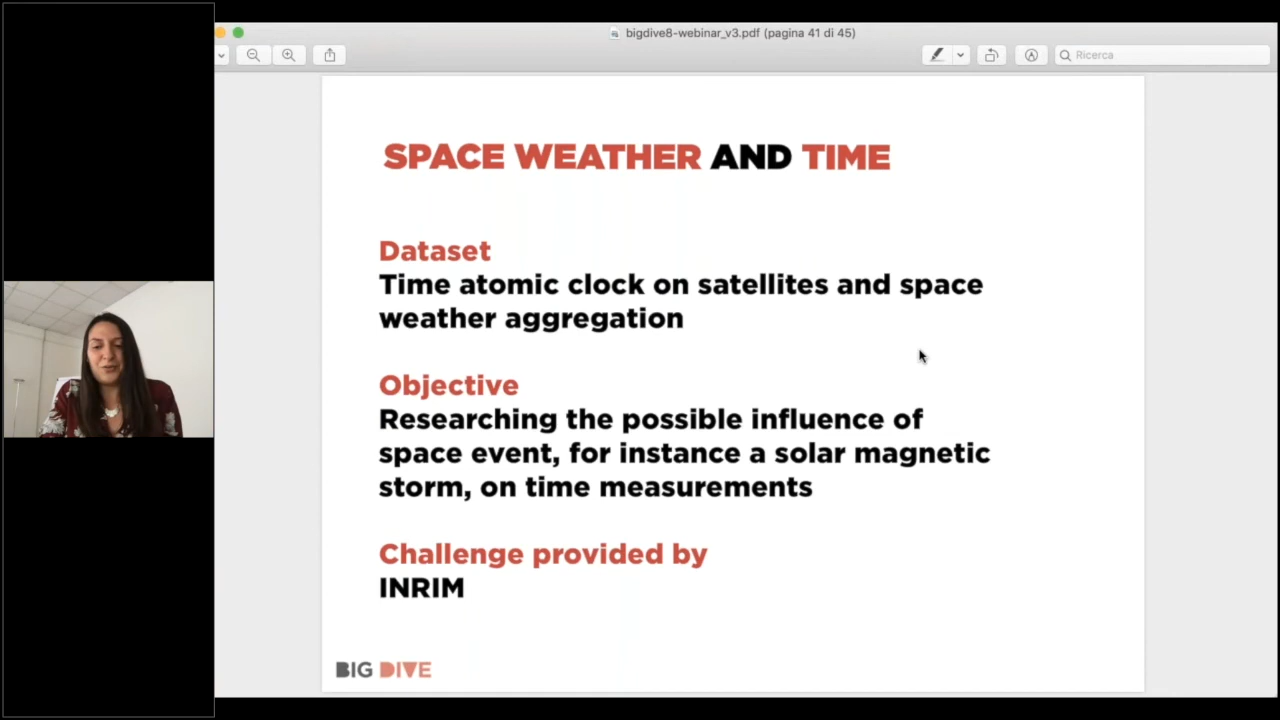 bigdive8-webinar_v3.pdf (pagina 41 di 45)
Ricerca
SPACE WEATHER AND TIME
Dataset
Time atomic clock on satellites and space
weather aggregation
Objective
Researching the possible influence of
space event, for instance a solar magnetic
storm, on time measurements
Challenge provided by
INRIM
BIG DIVE